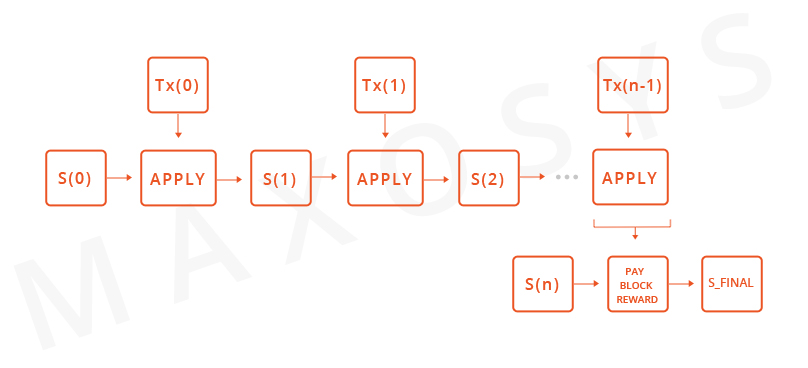 Tx(0)
Tx(1)
Tx(n-1)
S(0)
APPLY
S(1)
APPLY
S(2)
APPLY
S(n)
PAY
BLOCK
REWARD
S_FINAL
MAXOSYS